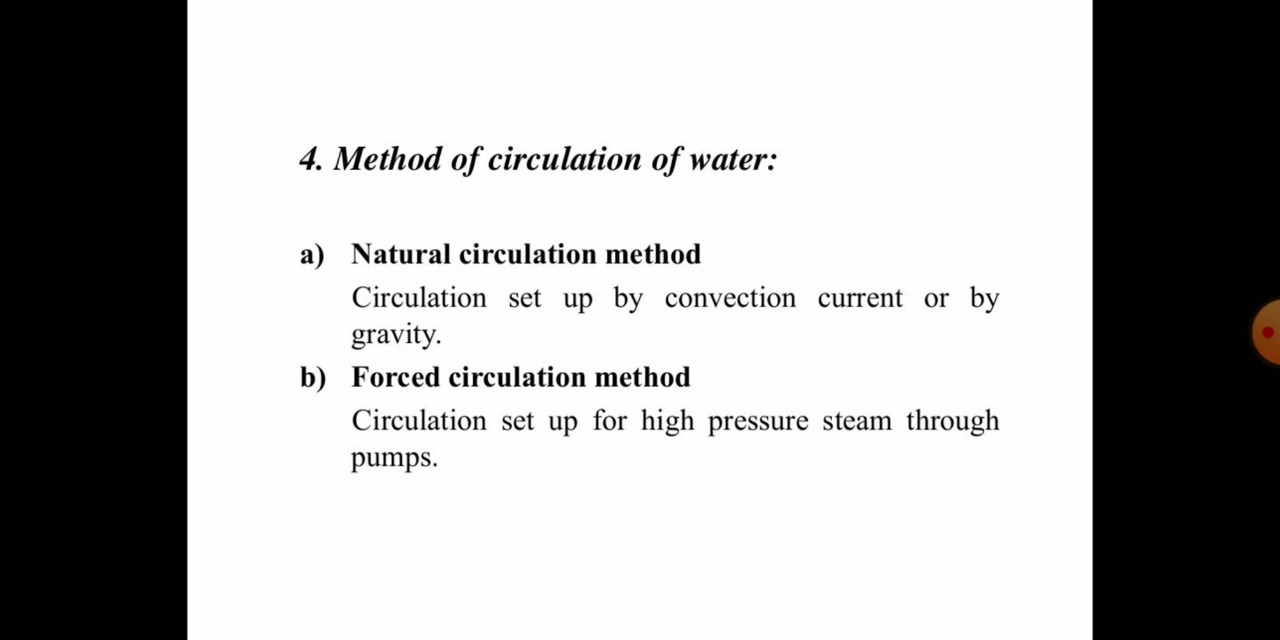 4. Method of circulation of water:
a) Natural circulation method
Circulation set up by convection current or by
gravity.
b) Forced circulation method
Circulation set up for high pressure steam through
pumps.